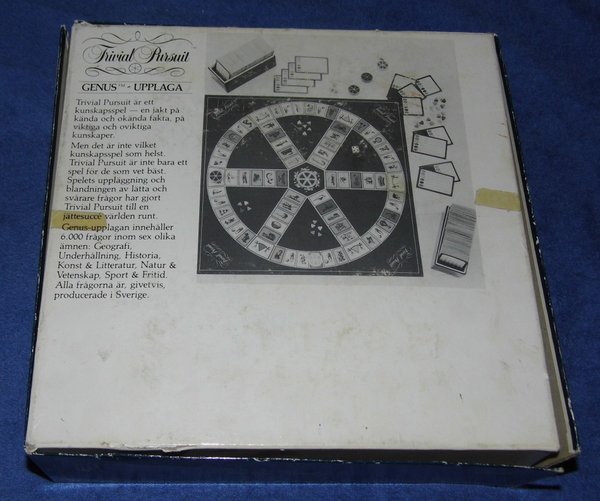 Trivial Pursuit™
GENUS™ - UPPLAGA
Trivial Pursuit är ett
kunskapsspel — en jakt på
kända och okända fakta, på
viktiga och oviktiga
kunskaper.
Men det är inte vilket
kunskapsspel som helst.
Trivial Pursuit är inte bara ett
spel för de som vet bäst.
Spelets uppläggning och
blandningen av lätta och
svårare frågor har gjort
Trivial Pursuit till en
jättesuccé världen runt.
Genus-upplagan innehåller
6.000 frågor inom sex olika
ämnen: Geografi,
Underhållning, Historia,
Konst & Litteratur, Natur &
Vetenskap, Sport & Fritid.
Alla frågorna är, givetvis,
producerade i Sverige.